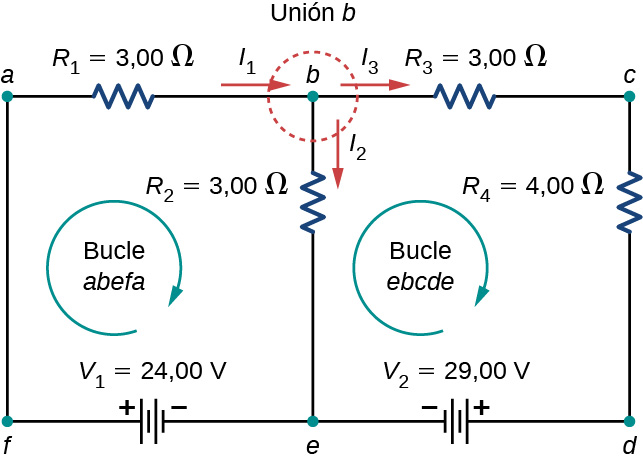 Unión b
R1 = 3,00 Ω
I1
I3
R3 = 3,00 Ω
a
b
c
I2
R2 = 3,00 Ω
R4 = 4,00 Ω
Bucle
abefa
Bucle
ebcde
V1 = 24,00 V
V2 = 29,00 V
+ −
− +
f
e
d